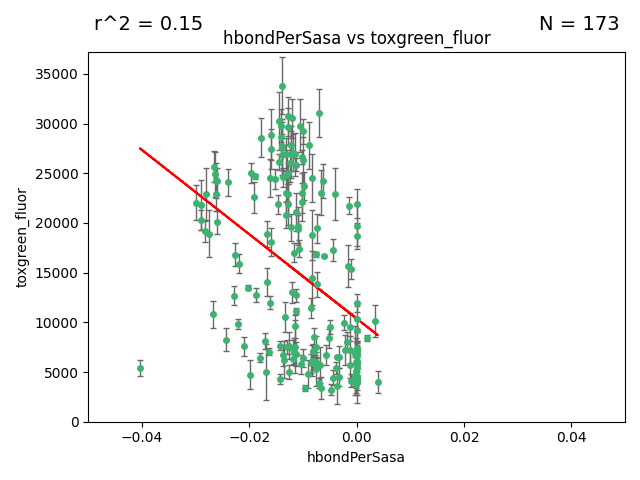 r^2 = 0.15
N = 173
hbondPerSasa vs toxgreen_fluor
35000
30000
25000
20000
15000
10000
5000
0
toxgreen_fluor
−0.04
−0.02
0.00
0.02
0.04
hbondPerSasa